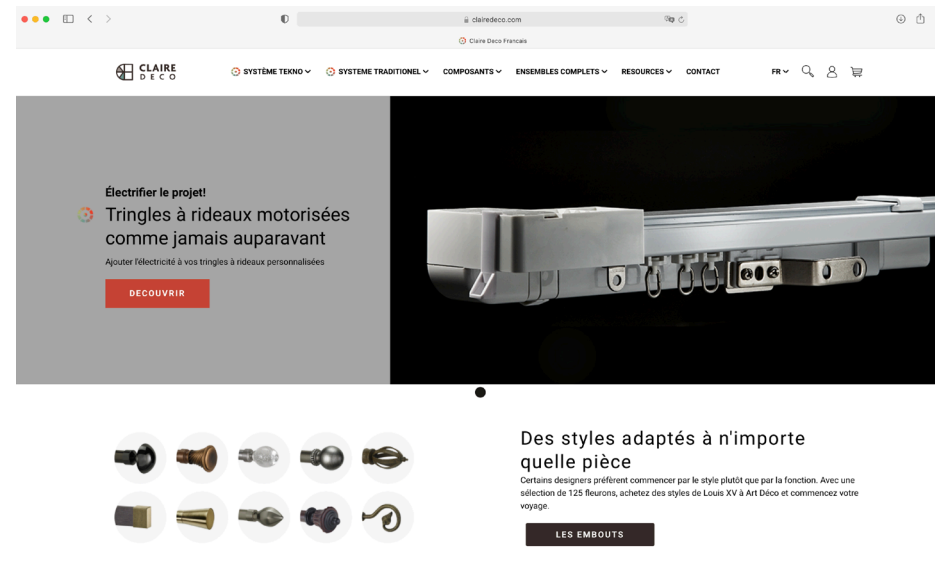 clairedeco.com
Claire Deco Francais
CLAIRE
DECO
SYSTÈME TEKNO
SYSTEME TRADITIONEL
COMPOSANTS
ENSEMBLES COMPLETS
RESOURCES
CONTACT
FR
Électrifier le projet!
Tringles à rideaux motorisées
comme jamais auparavant
Ajouter l'électricité à vos tringles à rideaux personnalisées
DECOUVRIR
Des styles adaptés à n'importe
quelle pièce
Certains designers préfèrent commencer par le style plutôt que par la fonction. Avec une
sélection de 125 fleurons, achetez des styles de Louis XV à Art Déco et commencez votre
voyage.
LES EMBOUTS